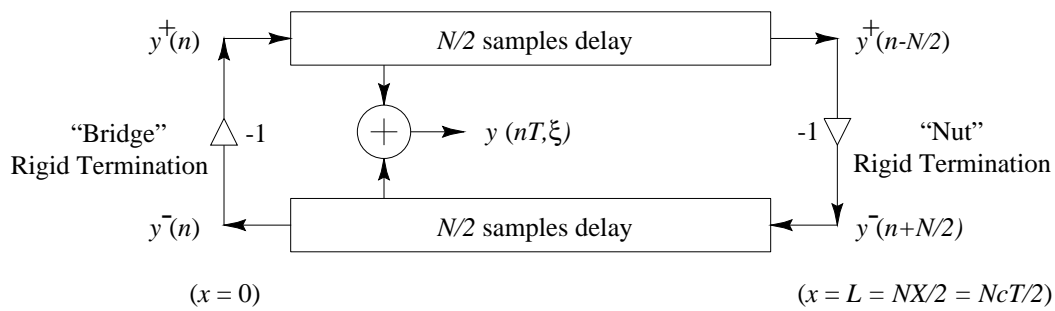 y⁺(n)
N/2 samples delay
y⁺(n-N/2)
“Bridge”
Rigid Termination
-1
+
y (nT,ξ)
-1
“Nut”
Rigid Termination
y⁻(n)
N/2 samples delay
y⁻(n+N/2)
(x = 0)
(x = L = NX/2 = NcT/2)